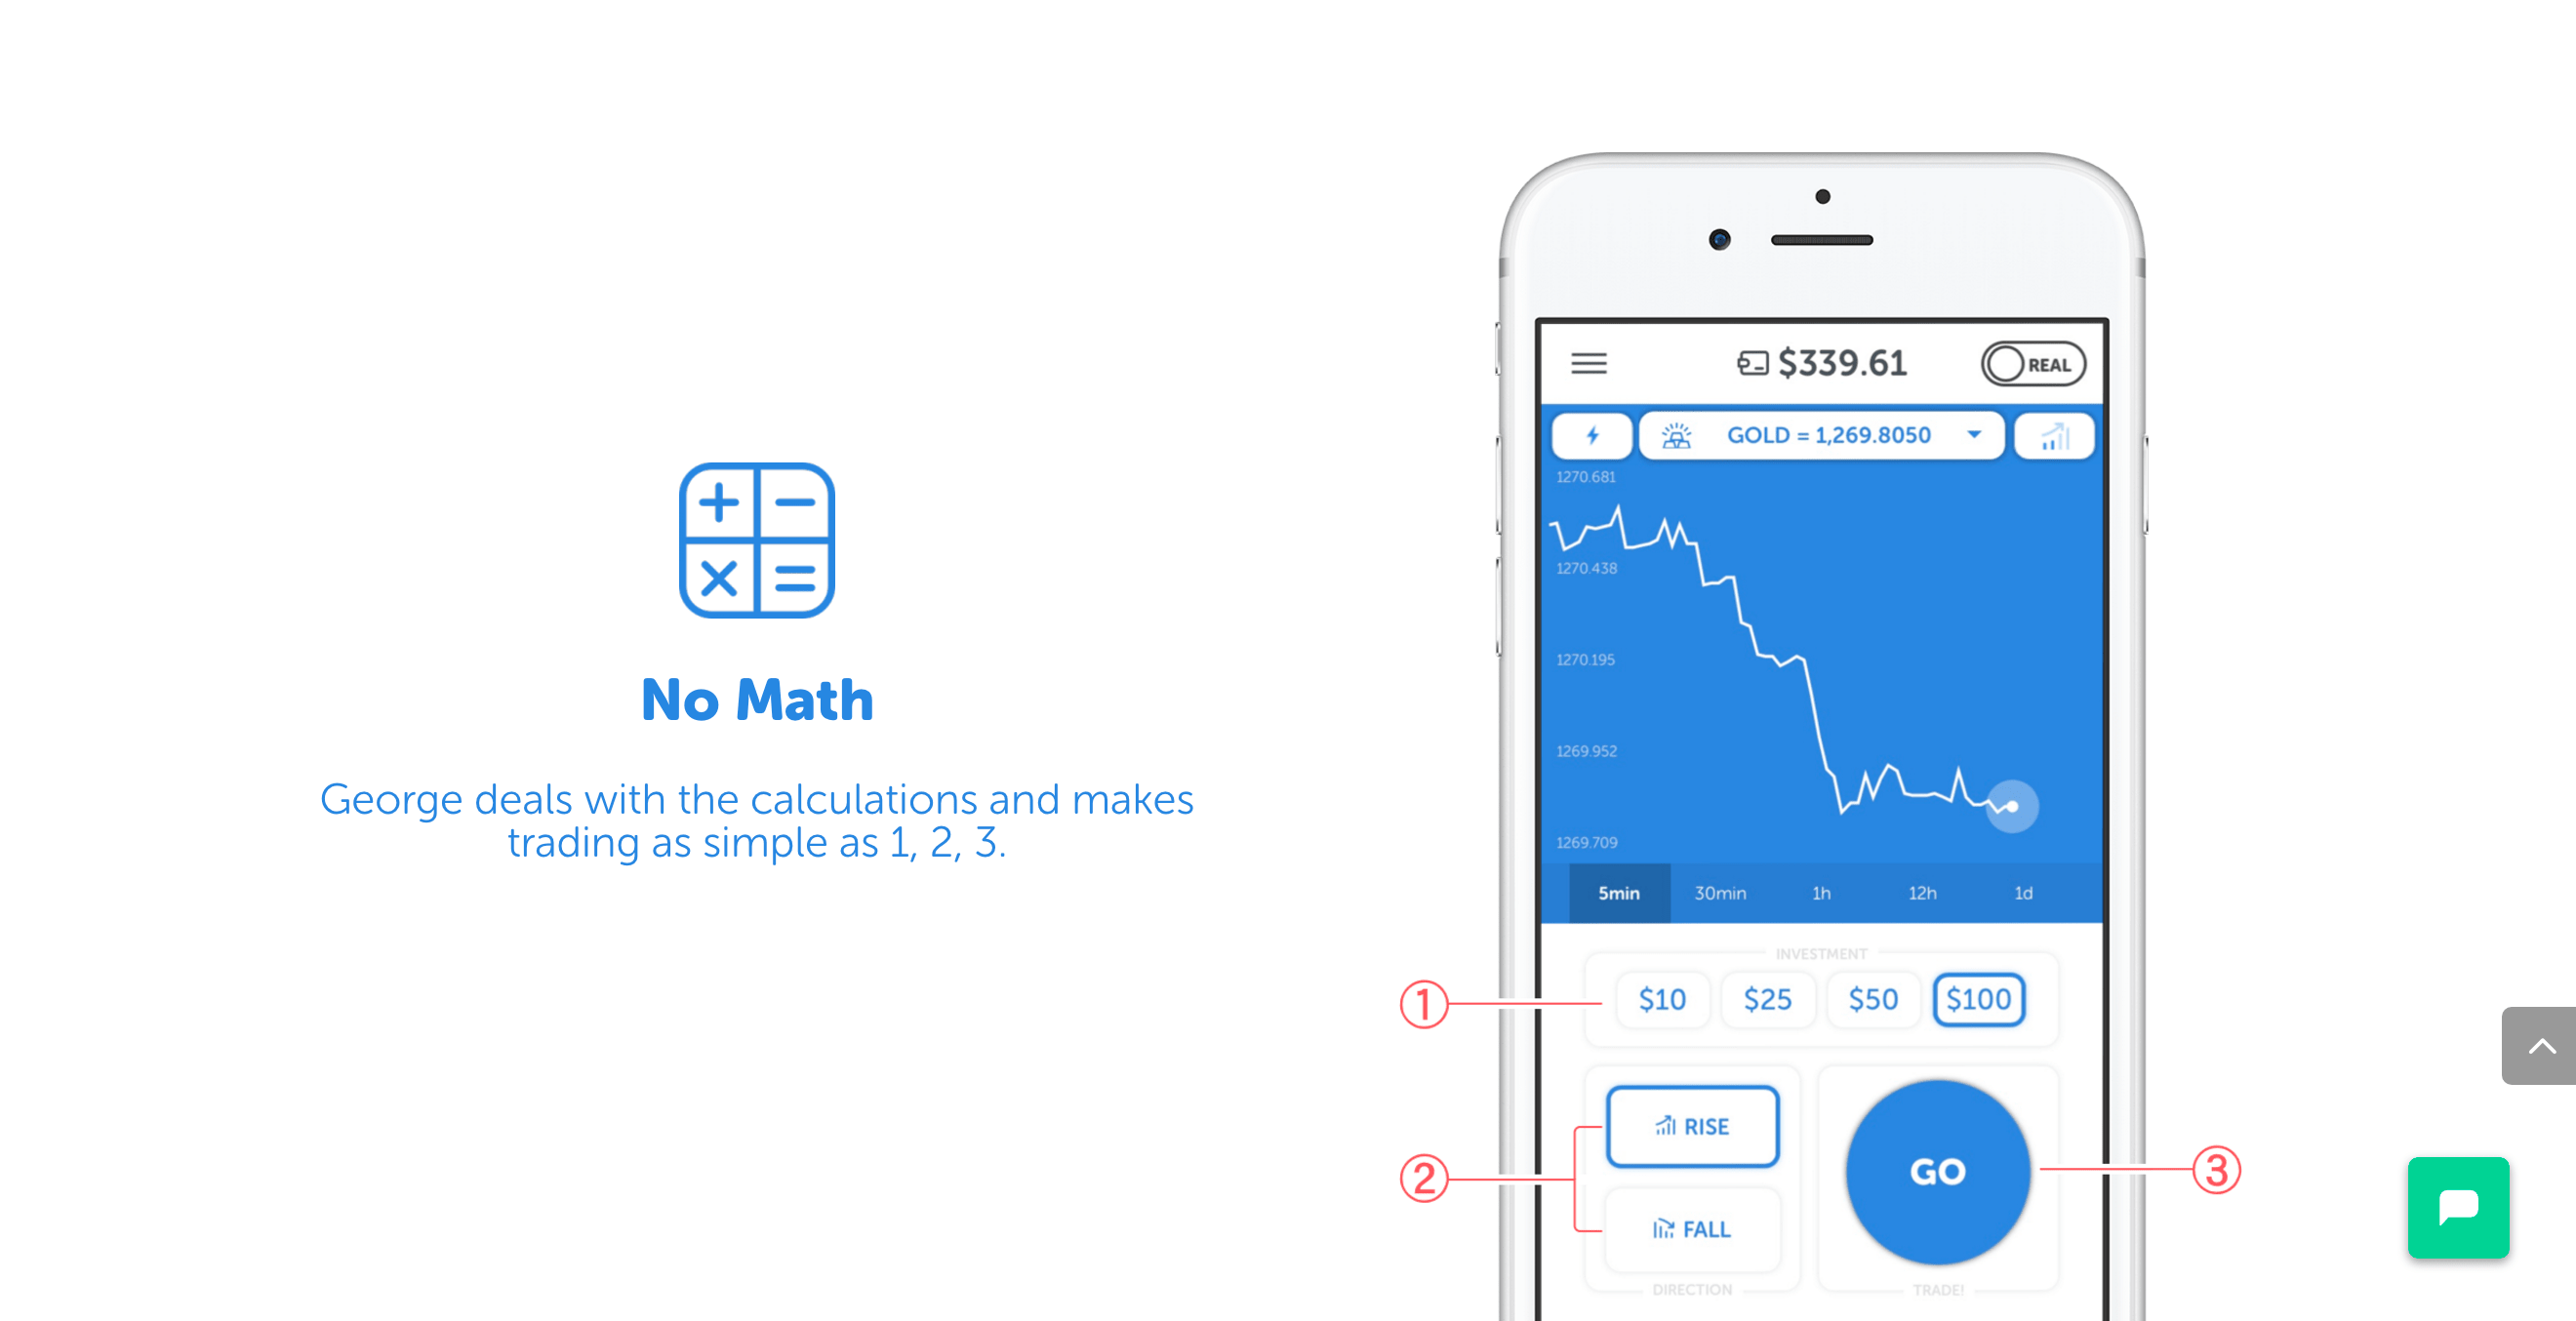 No Math
George deals with the calculations and makes
trading as simple as 1, 2, 3.
$339.61
REAL
GOLD = 1,269.8050
1270.681
1270.438
1270.195
1269.952
1269.709
5min 30min 1h 12h 1d
INVESTMENT
1
$10 $25 $50 $100
RISE
2
GO
3
FALL
DIRECTION
TRADE!